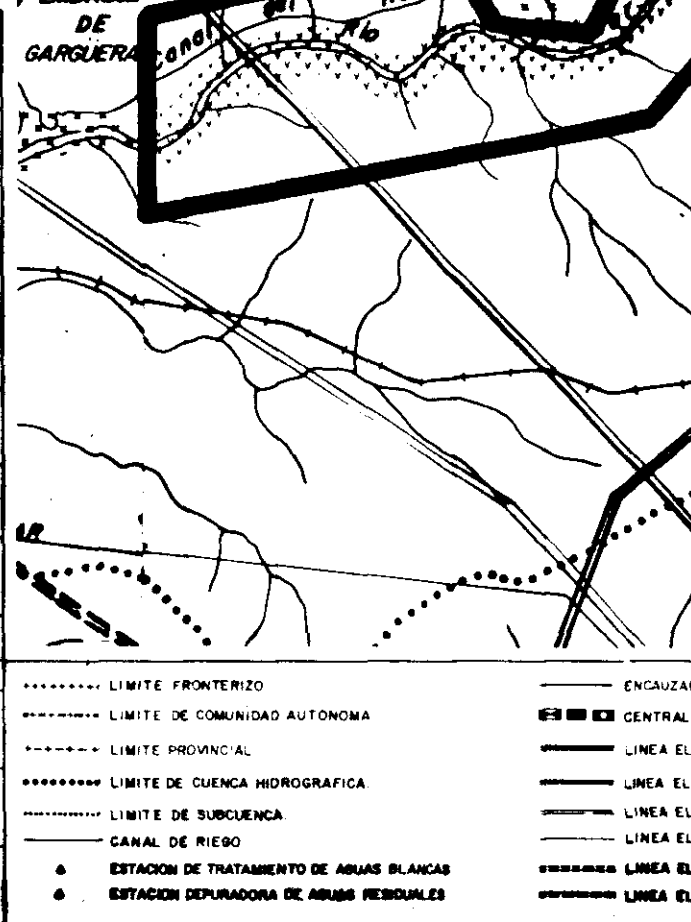 DE
GARGUERA
Canal
del
Río
LIMITE FRONTERIZO
LIMITE DE COMUNIDAD AUTONOMA
LIMITE PROVINCIAL
LIMITE DE CUENCA HIDROGRAFICA.
LIMITE DE SUBCUENCA.
CANAL DE RIEGO
ESTACION DE TRATAMIENTO DE AGUAS BLANCAS
ESTACION DEPURADORA DE AGUAS RESIDUALES
CENTRAL
LINEA EL
LINEA EL
LINEA EL
LINEA EL
LINEA EL
LINEA EL